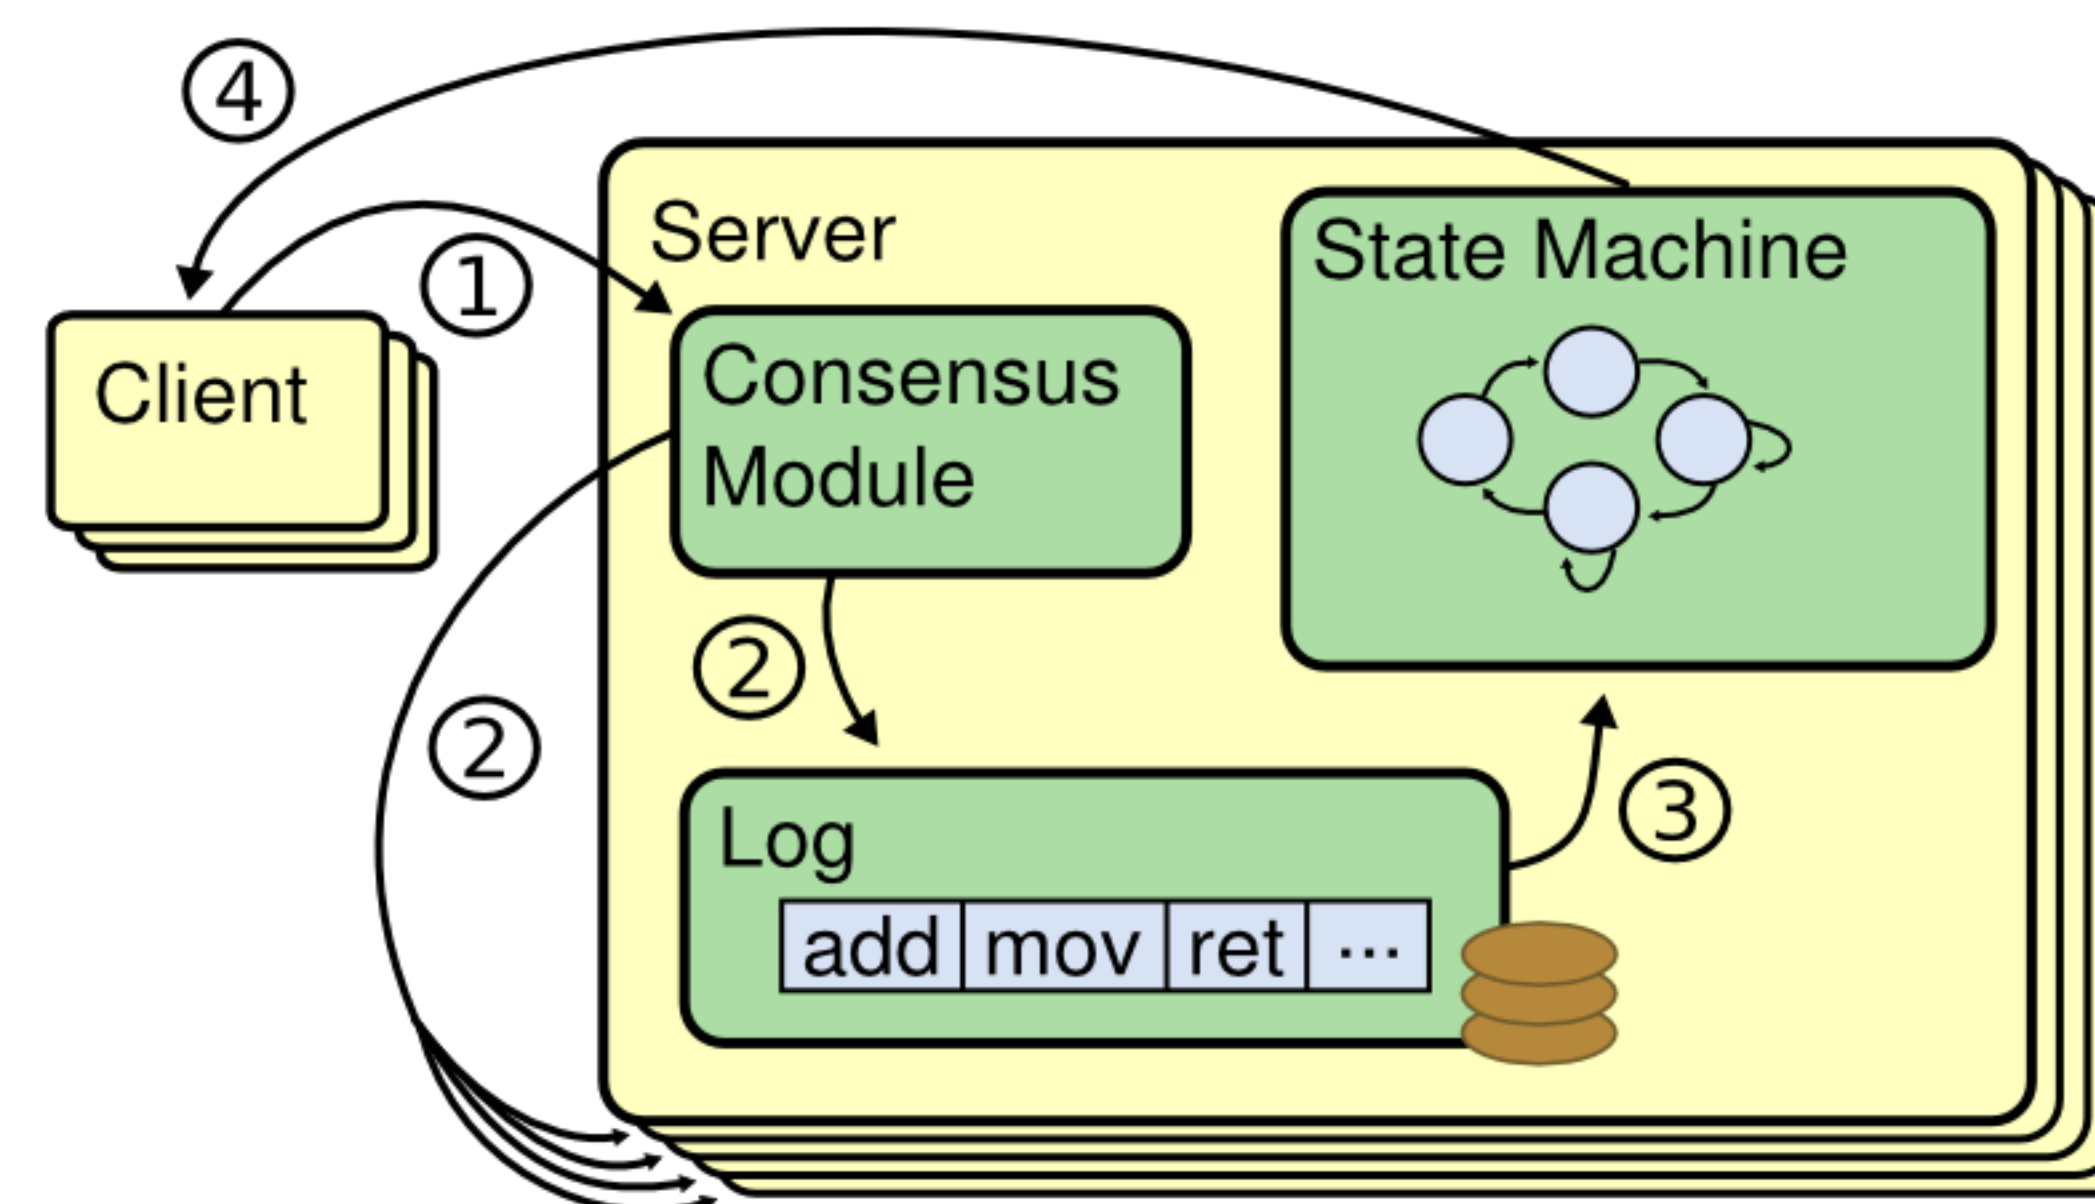 ④
①
Server
State Machine
Client
Consensus
Module
②
②
③
Log
add mov ret ...